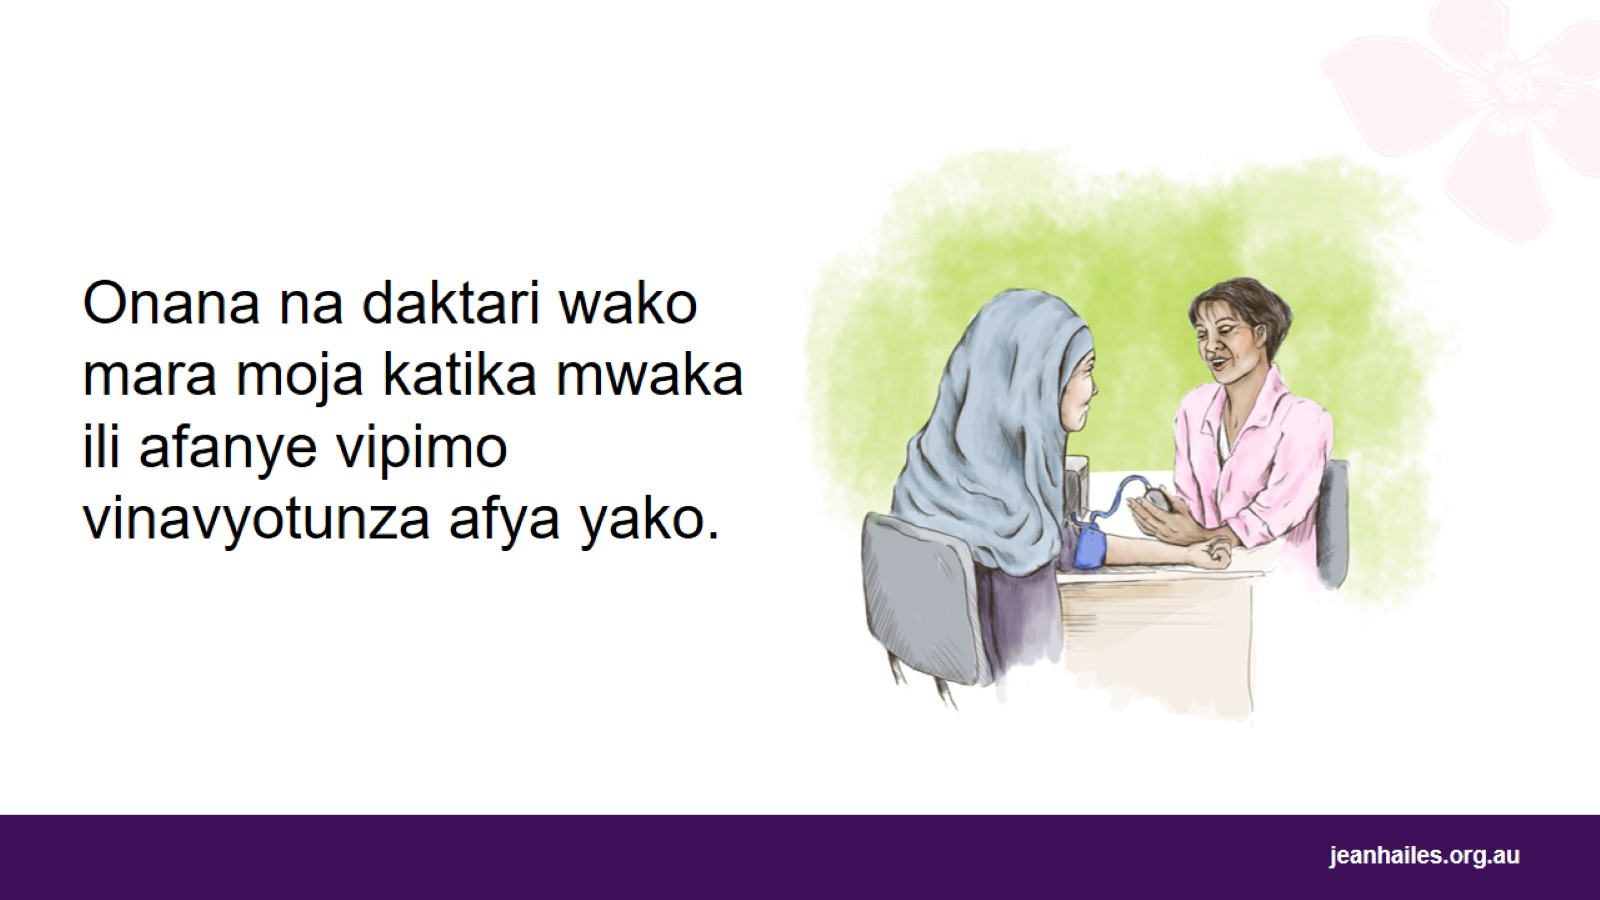 Onana na daktari wako
mara moja katika mwaka
ili afanye vipimo
vinavyotunza afya yako.
jeanhailes.org.au